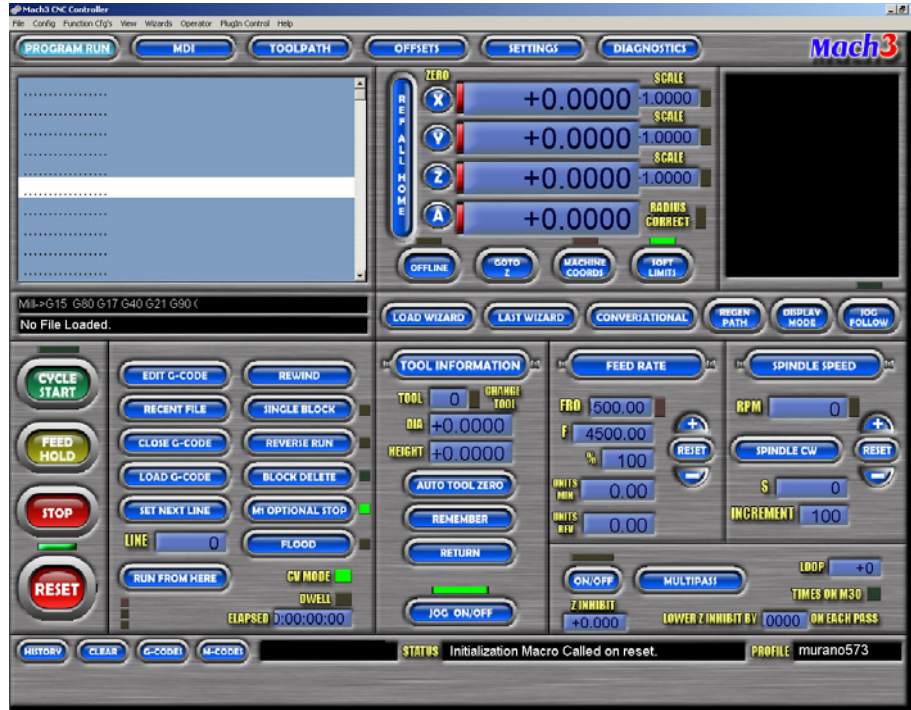 Mach3 CNC Controller
File Config Function Cfg's View Wizards Operator PlugIn Control Help
PROGRAM RUN MDI TOOLPATH OFFSETS SETTINGS DIAGNOSTICS Mach3
ZERO SCALE
REF ALL HOME
X +0.0000 -1.0000
SCALE
Y +0.0000 -1.0000
SCALE
Z +0.0000 -1.0000
A +0.0000 RADIUS CORRECT
OFFLINE GOTO Z MACHINE COORDS SOFT LIMITS
Mill->G15 G80 G17 G40 G21 G90 (
No File Loaded.
LOAD WIZARD LAST WIZARD CONVERSATIONAL REGEN PATH DISPLAY MODE JOG FOLLOW
CYCLE START
FEED HOLD
STOP
RESET
EDIT G-CODE REWIND
RECENT FILE SINGLE BLOCK
CLOSE G-CODE REVERSE RUN
LOAD G-CODE BLOCK DELETE
SET NEXT LINE M1 OPTIONAL STOP
LINE 0 FLOOD
RUN FROM HERE CV MODE
DWELL
ELAPSED 0:00:00:00
TOOL INFORMATION
TOOL 0 CHANGE TOOL
DIA +0.0000
HEIGHT +0.0000
AUTO TOOL ZERO
REMEMBER
RETURN
JOG ON/OFF
FEED RATE
FRO 1500.00
F 4500.00
% 100
RESET
UNITS MIN 0.00
UNITS REV 0.00
SPINDLE SPEED
RPM 0
SPINDLE CW RESET
S 0
INCREMENT 100
ON/OFF MULTIPASS LOOP +0
TIMES ON M30
Z INHIBIT
+0.000 LOWER Z INHIBIT BY 0000 ON EACH PASS
HISTORY CLEAR G-CODES M-CODES STATUS Initialization Macro Called on reset. PROFILE murano573